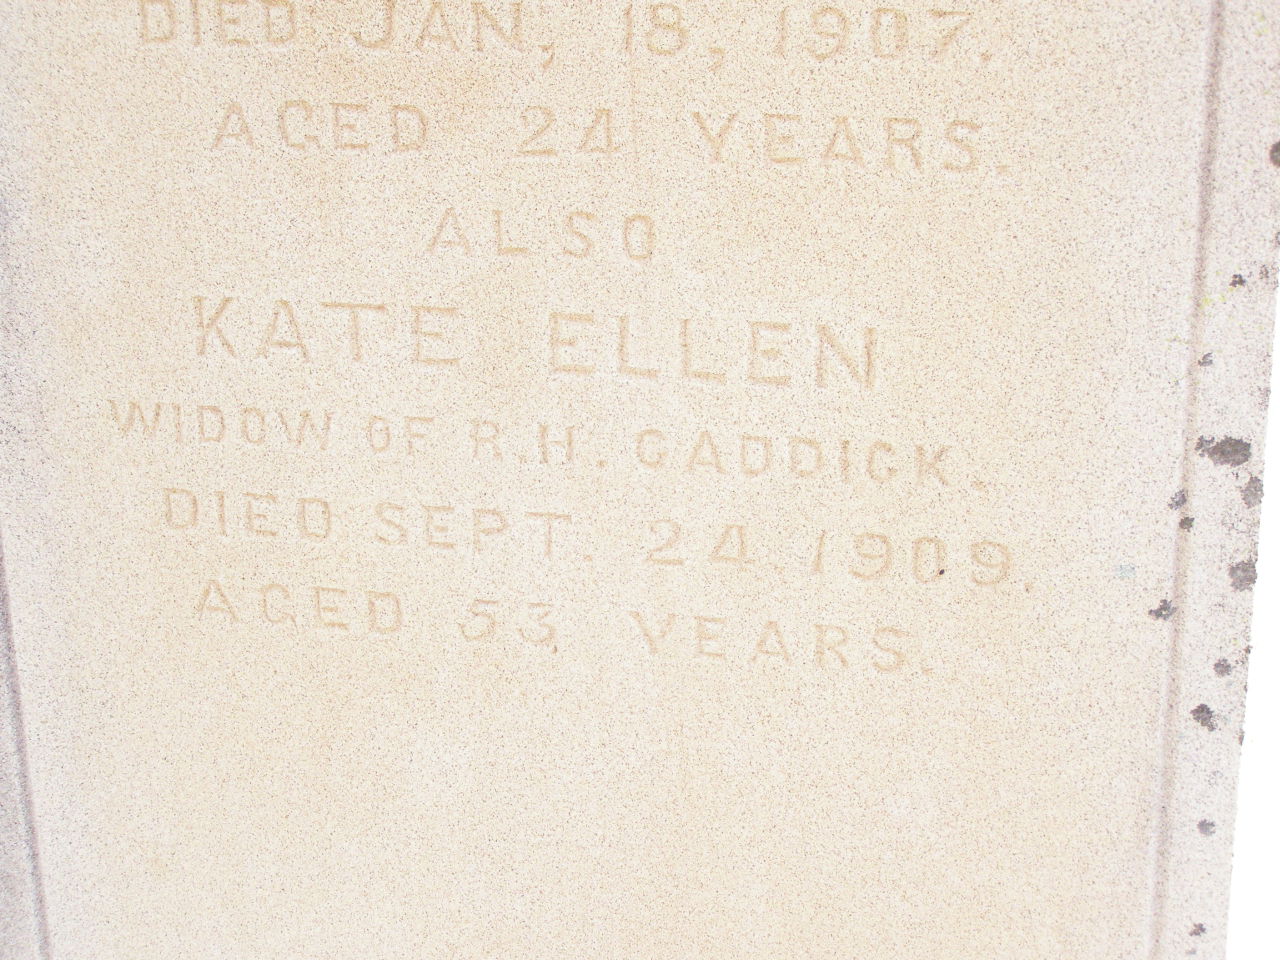 DIED JAN, 18, 1907.
AGED 24 YEARS.
ALSO
KATE ELLEN
WIDOW OF R.H. CADDICK.
DIED SEPT. 24. 1909.
AGED 53, YEARS.